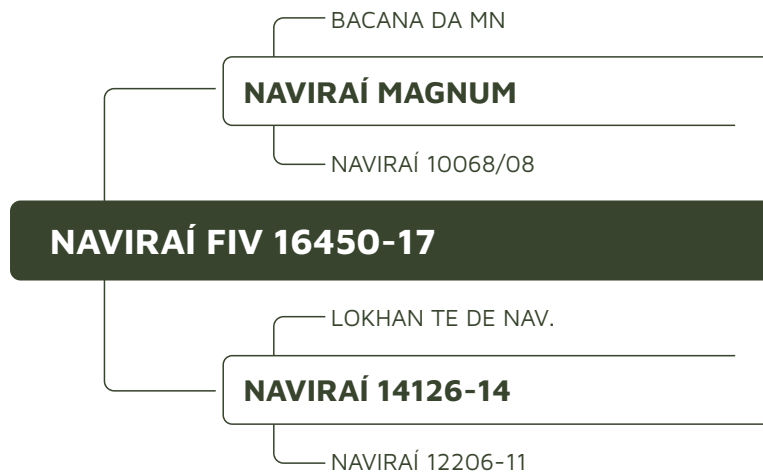 BACANA DA MN
NAVIRAÍ MAGNUM
NAVIRAÍ 10068/08
NAVIRAÍ FIV 16450-17
LOKHAN TE DE NAV.
NAVIRAÍ 14126-14
NAVIRAÍ 12206-11